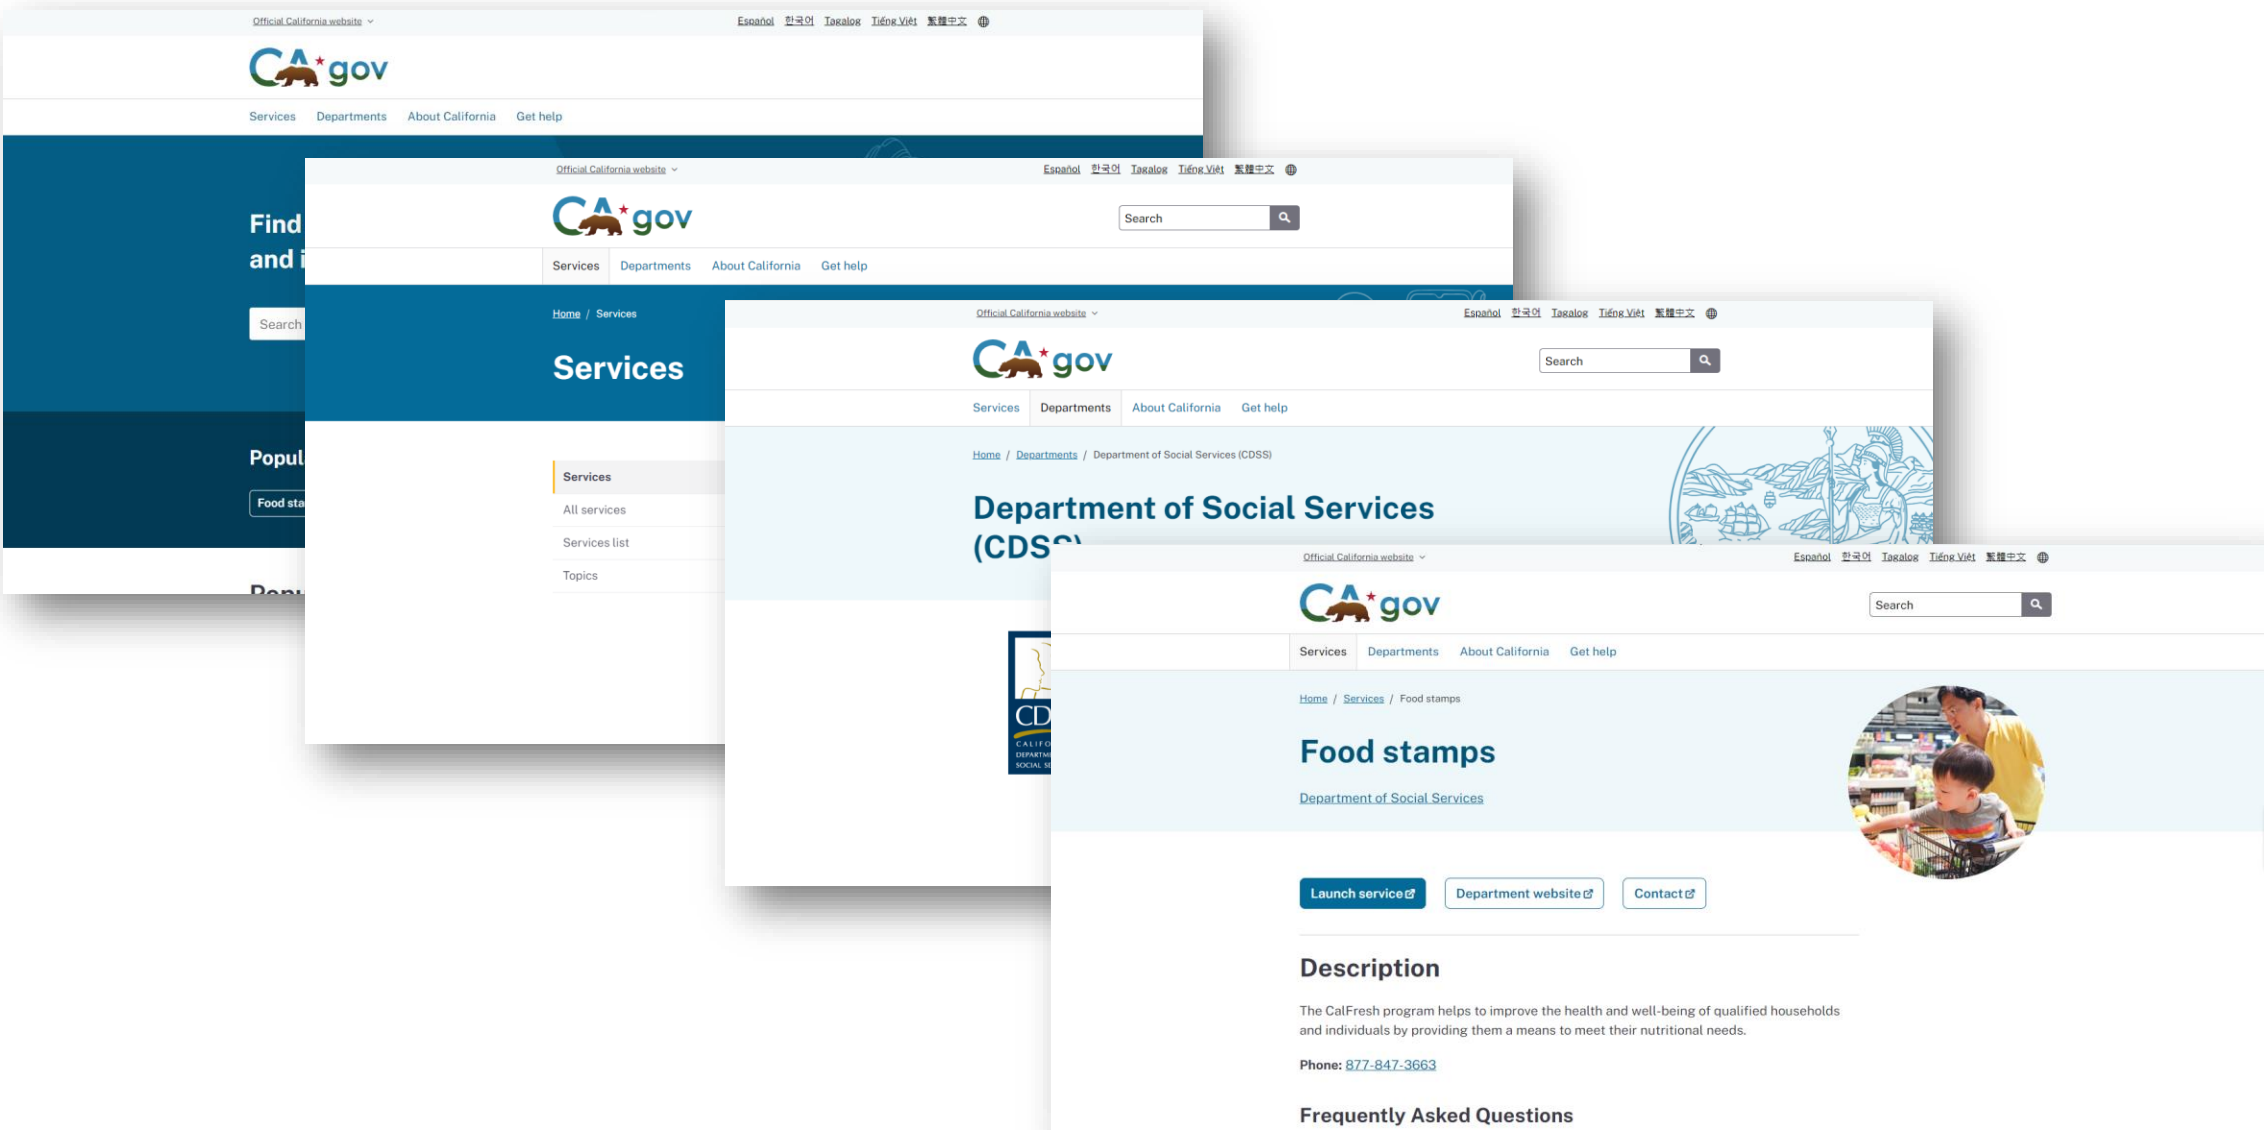 Official California website
Español 한국어 Tagalog Tiếng Việt 繁體中文
CA gov
Services Departments About California Get help
Find
and i
Search
Popul
Food sta
Official California website
Español 한국어 Tagalog Tiếng Việt 繁體中文
CA gov
Search
Services Departments About California Get help
Home / Services
Services
Services
All services
Services list
Topics
Official California website
Español 한국어 Tagalog Tiếng Việt 繁體中文
CA gov
Search
Services Departments About California Get help
Home / Departments / Department of Social Services (CDSS)
Department of Social Services
(CDSS)
CD
CALIFO
DEPARTM
SOCIAL SE
Official California website
Español 한국어 Tagalog Tiếng Việt 繁體中文
CA gov
Search
Services Departments About California Get help
Home / Services / Food stamps
Food stamps
Department of Social Services
Launch service Department website Contact
Description
The CalFresh program helps to improve the health and well-being of qualified households
and individuals by providing them a means to meet their nutritional needs.
Phone: 877-847-3663
Frequently Asked Questions